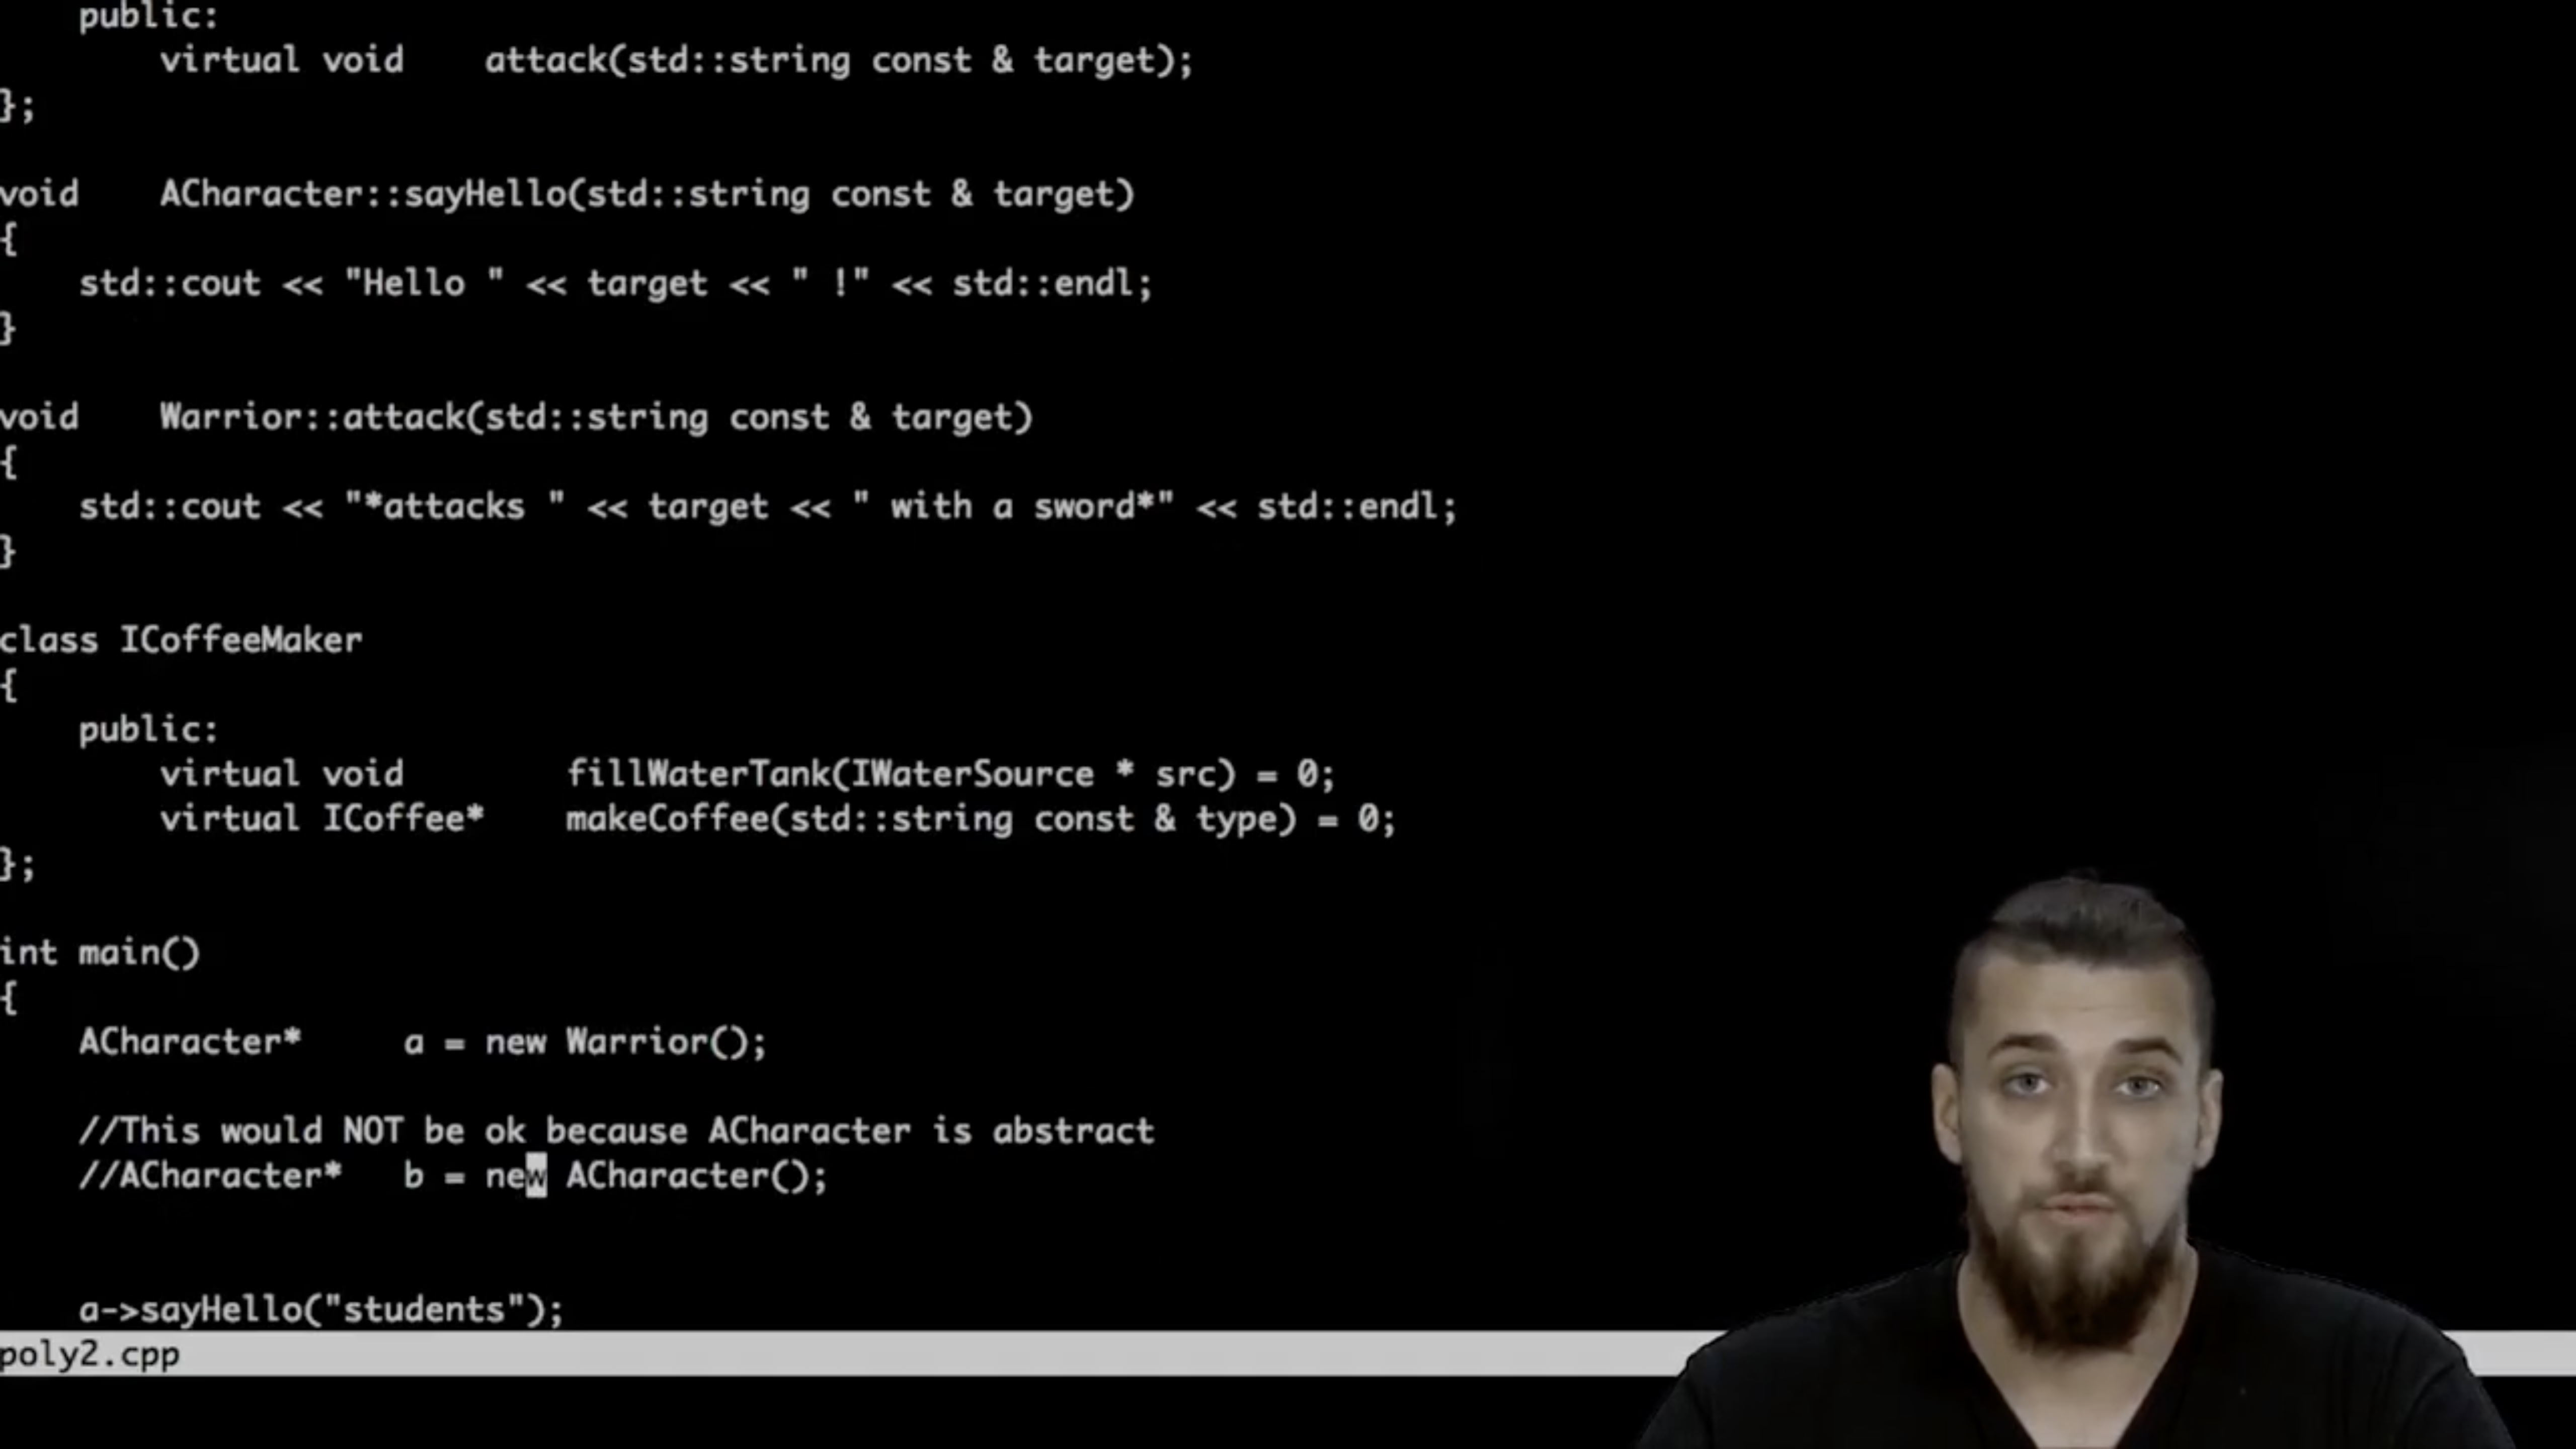 public:
virtual void    attack(std::string const & target);
};
void    ACharacter::sayHello(std::string const & target)
{
std::cout << "Hello " << target << " !" << std::endl;
}
void    Warrior::attack(std::string const & target)
{
std::cout << "*attacks " << target << " with a sword*" << std::endl;
}
class ICoffeeMaker
{
public:
virtual void        fillWaterTank(IWaterSource * src) = 0;
virtual ICoffee*    makeCoffee(std::string const & type) = 0;
};
int main()
{
ACharacter*     a = new Warrior();
//This would NOT be ok because ACharacter is abstract
//ACharacter*   b = new ACharacter();
a->sayHello("students");
poly2.cpp